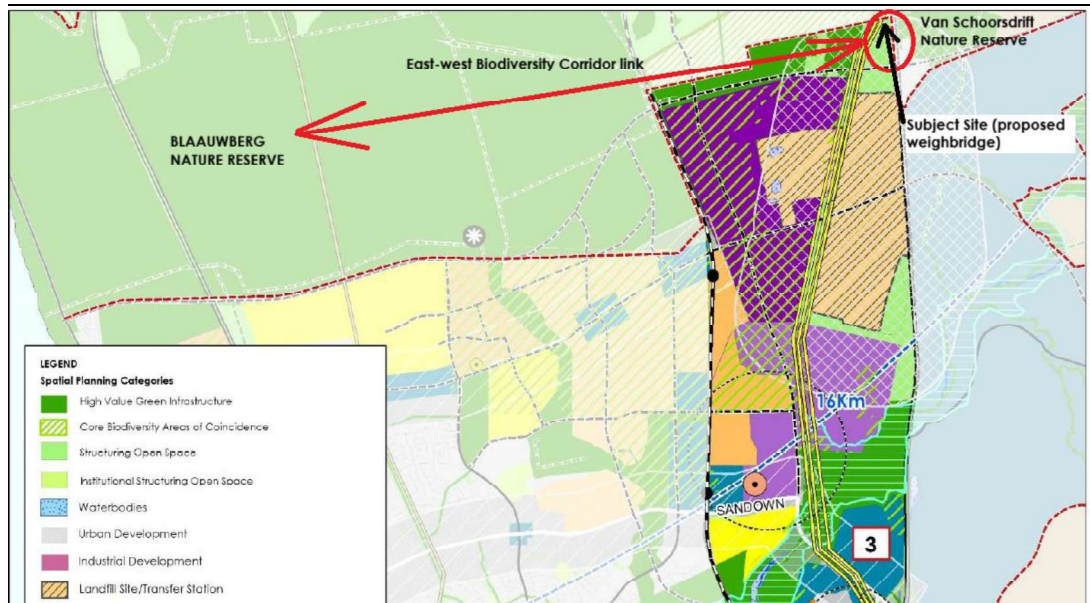 Van Schoorsdrift
Nature Reserve
East-west Biodiversity Corridor link
Subject Site (proposed
weighbridge)
BLAAUWBERG
NATURE RESERVE
16Km
SANDOWN
3
LEGEND
Spatial Planning Categories
High Value Green Infrastructure
Core Biodiversity Areas of Coincidence
Structuring Open Space
Institutional Structuring Open Space
Waterbodies
Urban Development
Industrial Development
Landfill Site/Transfer Station